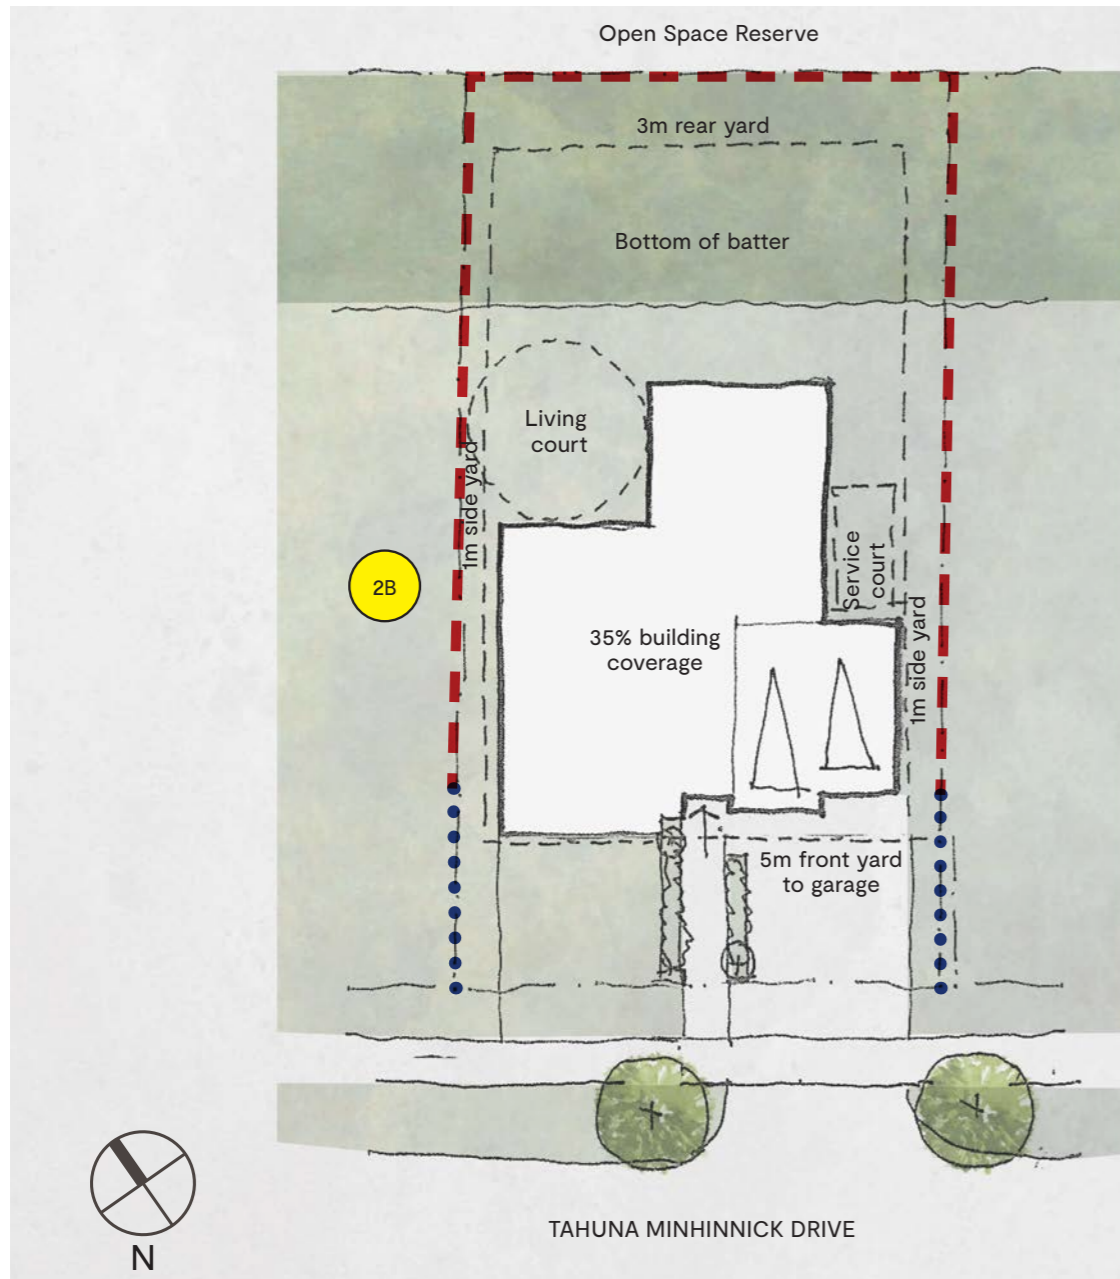 Open Space Reserve
3m rear yard
Bottom of batter
Living
court
1m side yard
2B
Service
court
35% building
coverage
1m side yard
5m front yard
to garage
N
TAHUNA MINHINNICK DRIVE